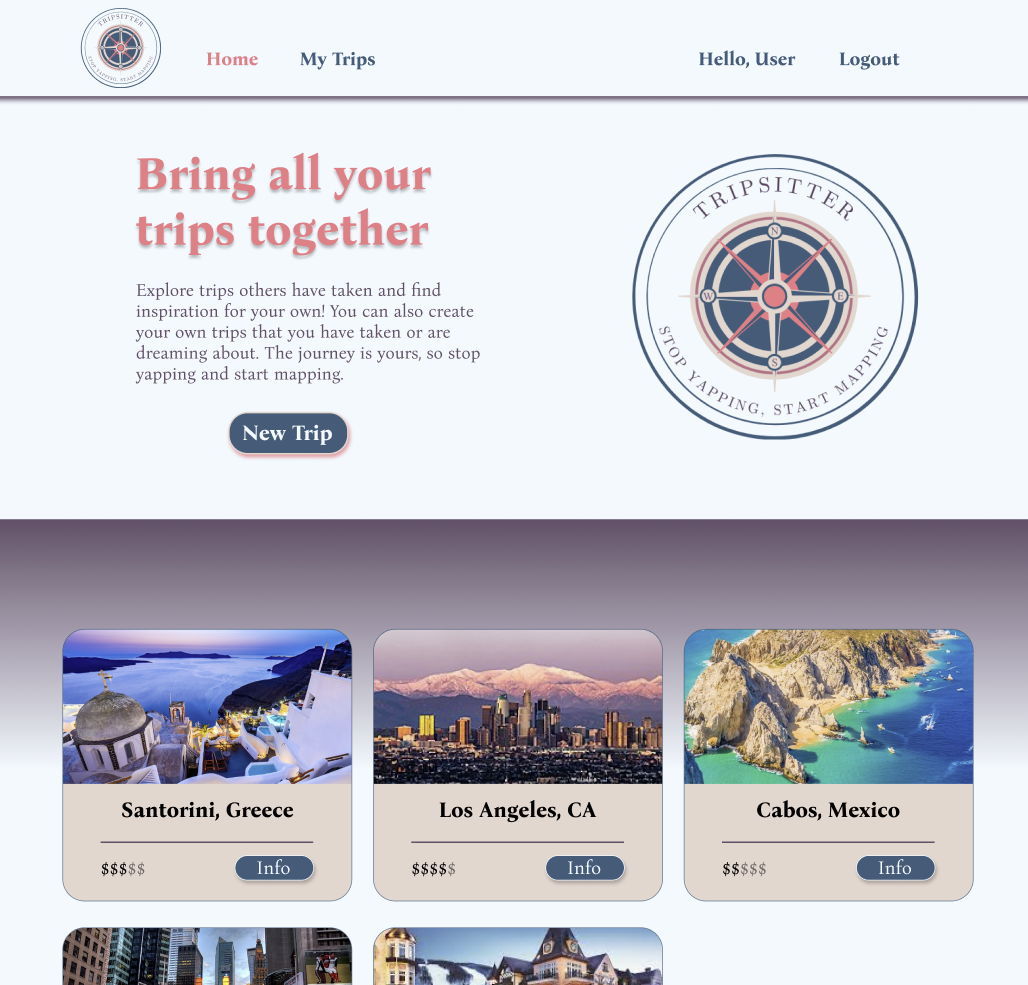 TRIPSITTER
STOP YAPPING, START MAPPING
Home
My Trips
Hello, User
Logout
Bring all your
trips together
Explore trips others have taken and find
inspiration for your own! You can also create
your own trips that you have taken or are
dreaming about. The journey is yours, so stop
yapping and start mapping.
New Trip
TRIPSITTER
N
W
E
S
STOP YAPPING, START MAPPING
Santorini, Greece
$$$$$
Info
Los Angeles, CA
$$$$$
Info
Cabos, Mexico
$$$$$
Info